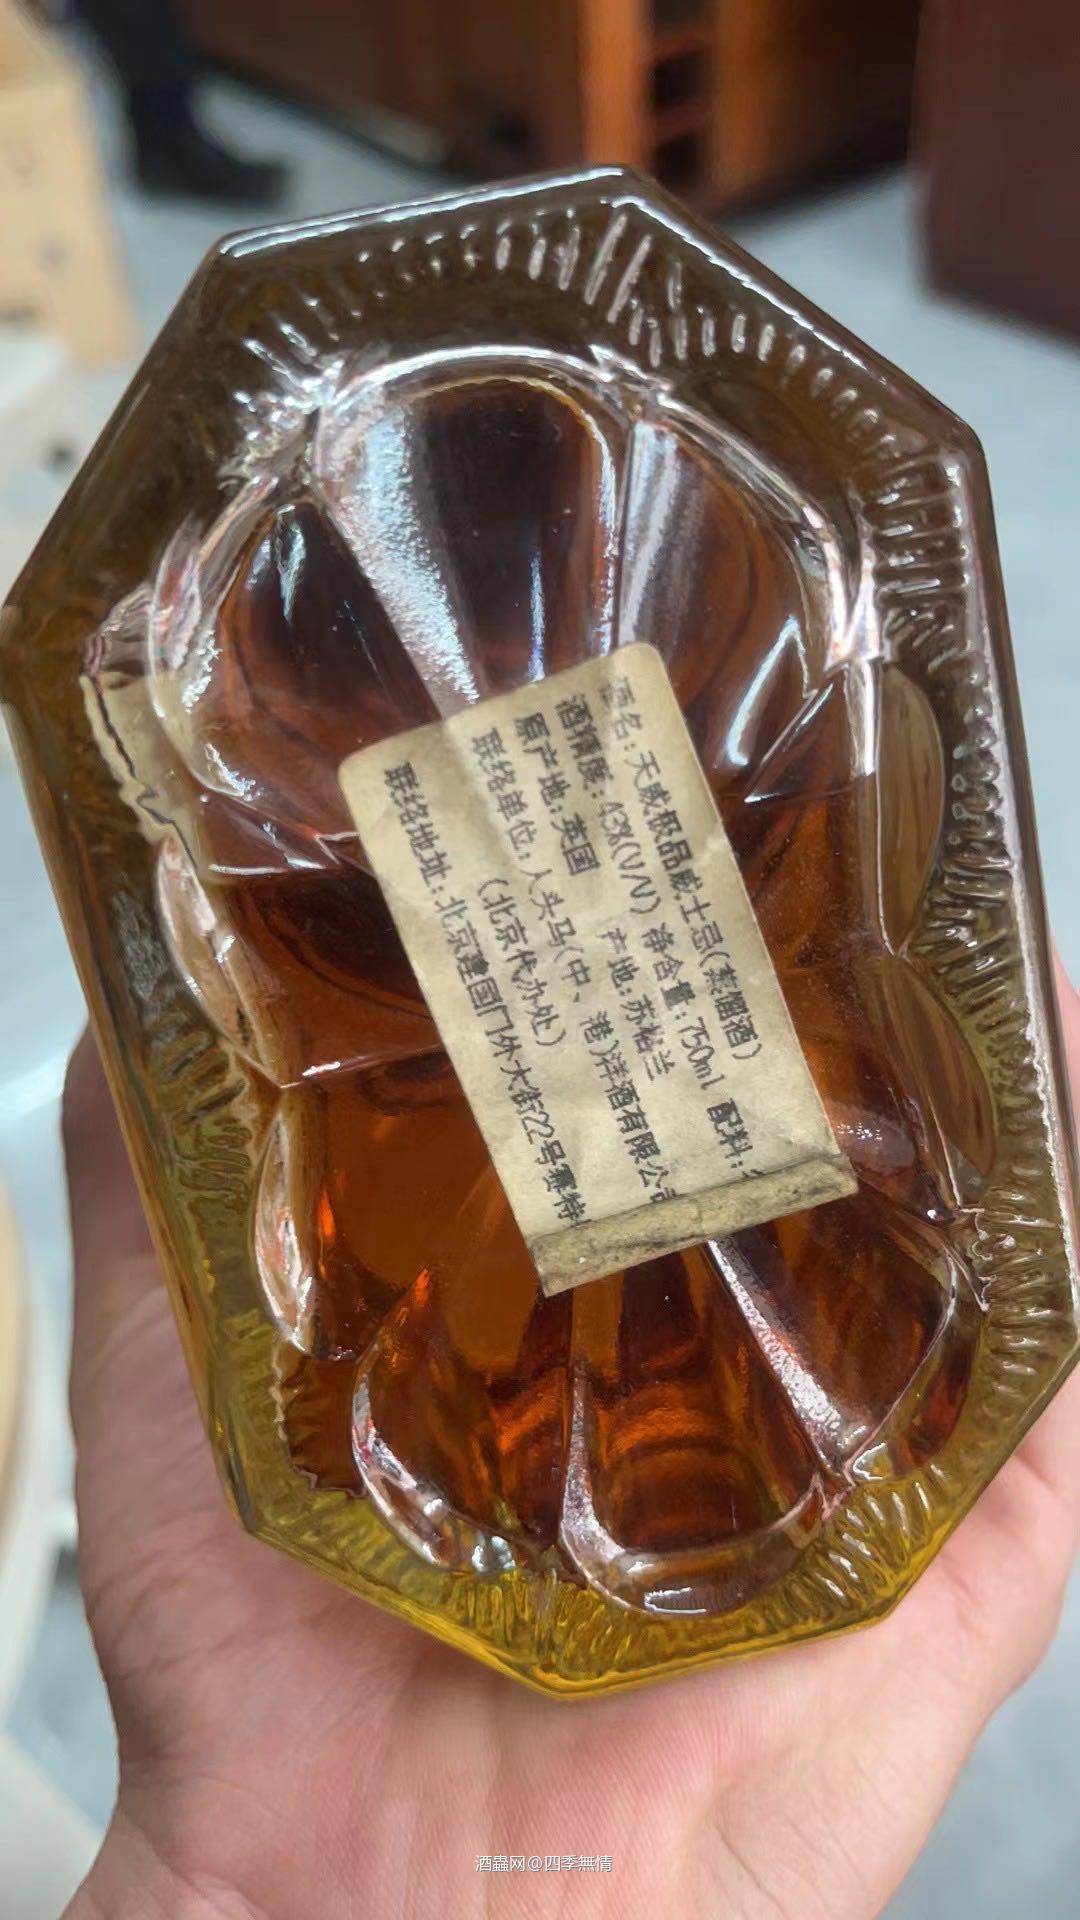 酒名:天威极品威士忌(蒸馏酒)
酒精度:43%(V/V) 净含量:750ml 配料:
原产地:英国 产地:苏格兰
联络单位:人头马(中、港)洋酒有限公司
(北京代办处)
联络地址:北京建国门外大街22号赛特
酒蟲网@四季無情